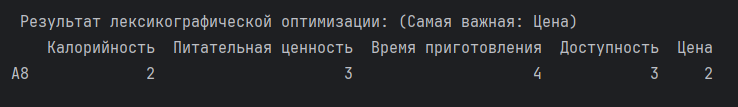 Результат лексикографической оптимизации: (Самая важная: Цена)
Калорийность Питательная ценность Время приготовления Доступность Цена
A8 2 3 4 3 2